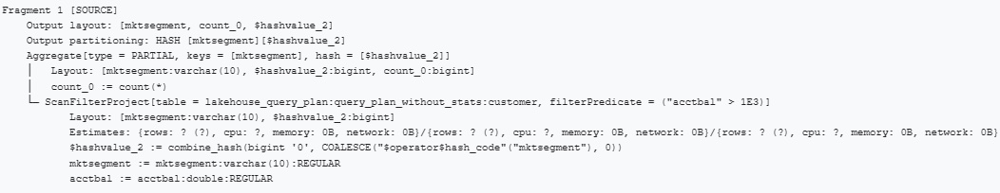 Fragment 1 [SOURCE]
Output layout: [mktsegment, count_0, $hashvalue_2]
Output partitioning: HASH [mktsegment][$hashvalue_2]
Aggregate[type = PARTIAL, keys = [mktsegment], hash = [$hashvalue_2]]
│ Layout: [mktsegment:varchar(10), $hashvalue_2:bigint, count_0:bigint]
│ count_0 := count(*)
└─ ScanFilterProject[table = lakehouse_query_plan:query_plan_without_stats:customer, filterPredicate = ("acctbal" > 1E3)]
Layout: [mktsegment:varchar(10), $hashvalue_2:bigint]
Estimates: {rows: ? (?), cpu: ?, memory: 0B, network: 0B}/{rows: ? (?), cpu: ?, memory: 0B, network: 0B}/{rows: ? (?), cpu: ?, memory: 0B, network: 0B}
$hashvalue_2 := combine_hash(bigint '0', COALESCE("$operator$hash_code"("mktsegment"), 0))
mktsegment := mktsegment:varchar(10):REGULAR
acctbal := acctbal:double:REGULAR